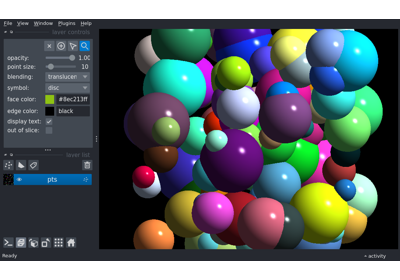 File View Window Plugins Help
layer controls
opacity: 1.00
point size: 10
blending: translucen
symbol: disc
face color: #8ec213ff
edge color: black
display text:
out of slice:
layer list
pts
Ready
activity